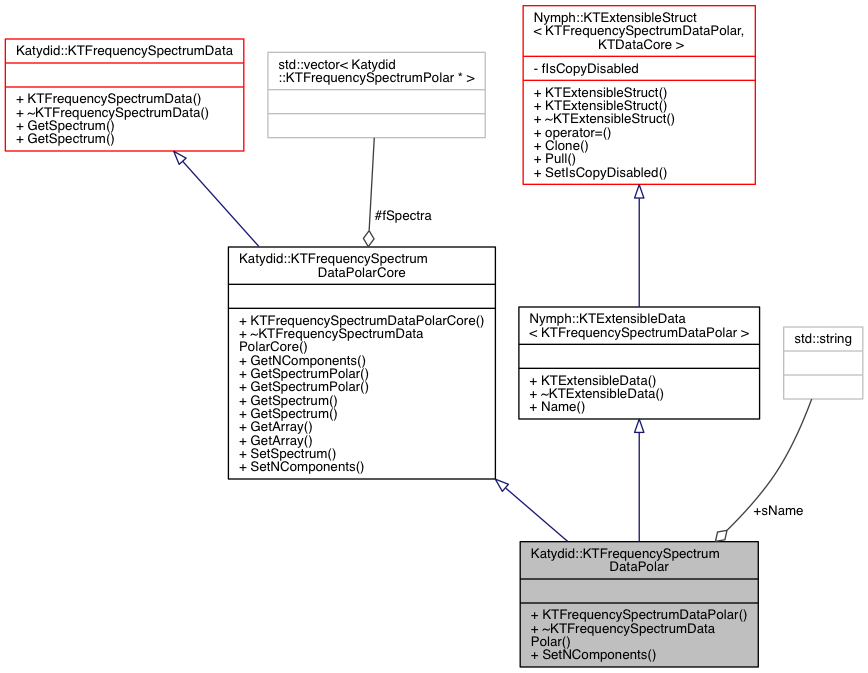 Katydid::KTFrequencySpectrumData
+ KTFrequencySpectrumData()
+ ~KTFrequencySpectrumData()
+ GetSpectrum()
+ GetSpectrum()
std::vector< Katydid
::KTFrequencySpectrumPolar * >
Nymph::KTExtensibleStruct
< KTFrequencySpectrumDataPolar,
KTDataCore >
- fIsCopyDisabled
+ KTExtensibleStruct()
+ KTExtensibleStruct()
+ ~KTExtensibleStruct()
+ operator=()
+ Clone()
+ Pull()
+ SetIsCopyDisabled()
#fSpectra
Katydid::KTFrequencySpectrum
DataPolarCore
+ KTFrequencySpectrumDataPolarCore()
+ ~KTFrequencySpectrumData
PolarCore()
+ GetNComponents()
+ GetSpectrumPolar()
+ GetSpectrumPolar()
+ GetSpectrum()
+ GetSpectrum()
+ GetArray()
+ GetArray()
+ SetSpectrum()
+ SetNComponents()
Nymph::KTExtensibleData
< KTFrequencySpectrumDataPolar >
+ KTExtensibleData()
+ ~KTExtensibleData()
+ Name()
std::string
+sName
Katydid::KTFrequencySpectrum
DataPolar
+ KTFrequencySpectrumDataPolar()
+ ~KTFrequencySpectrumData
Polar()
+ SetNComponents()